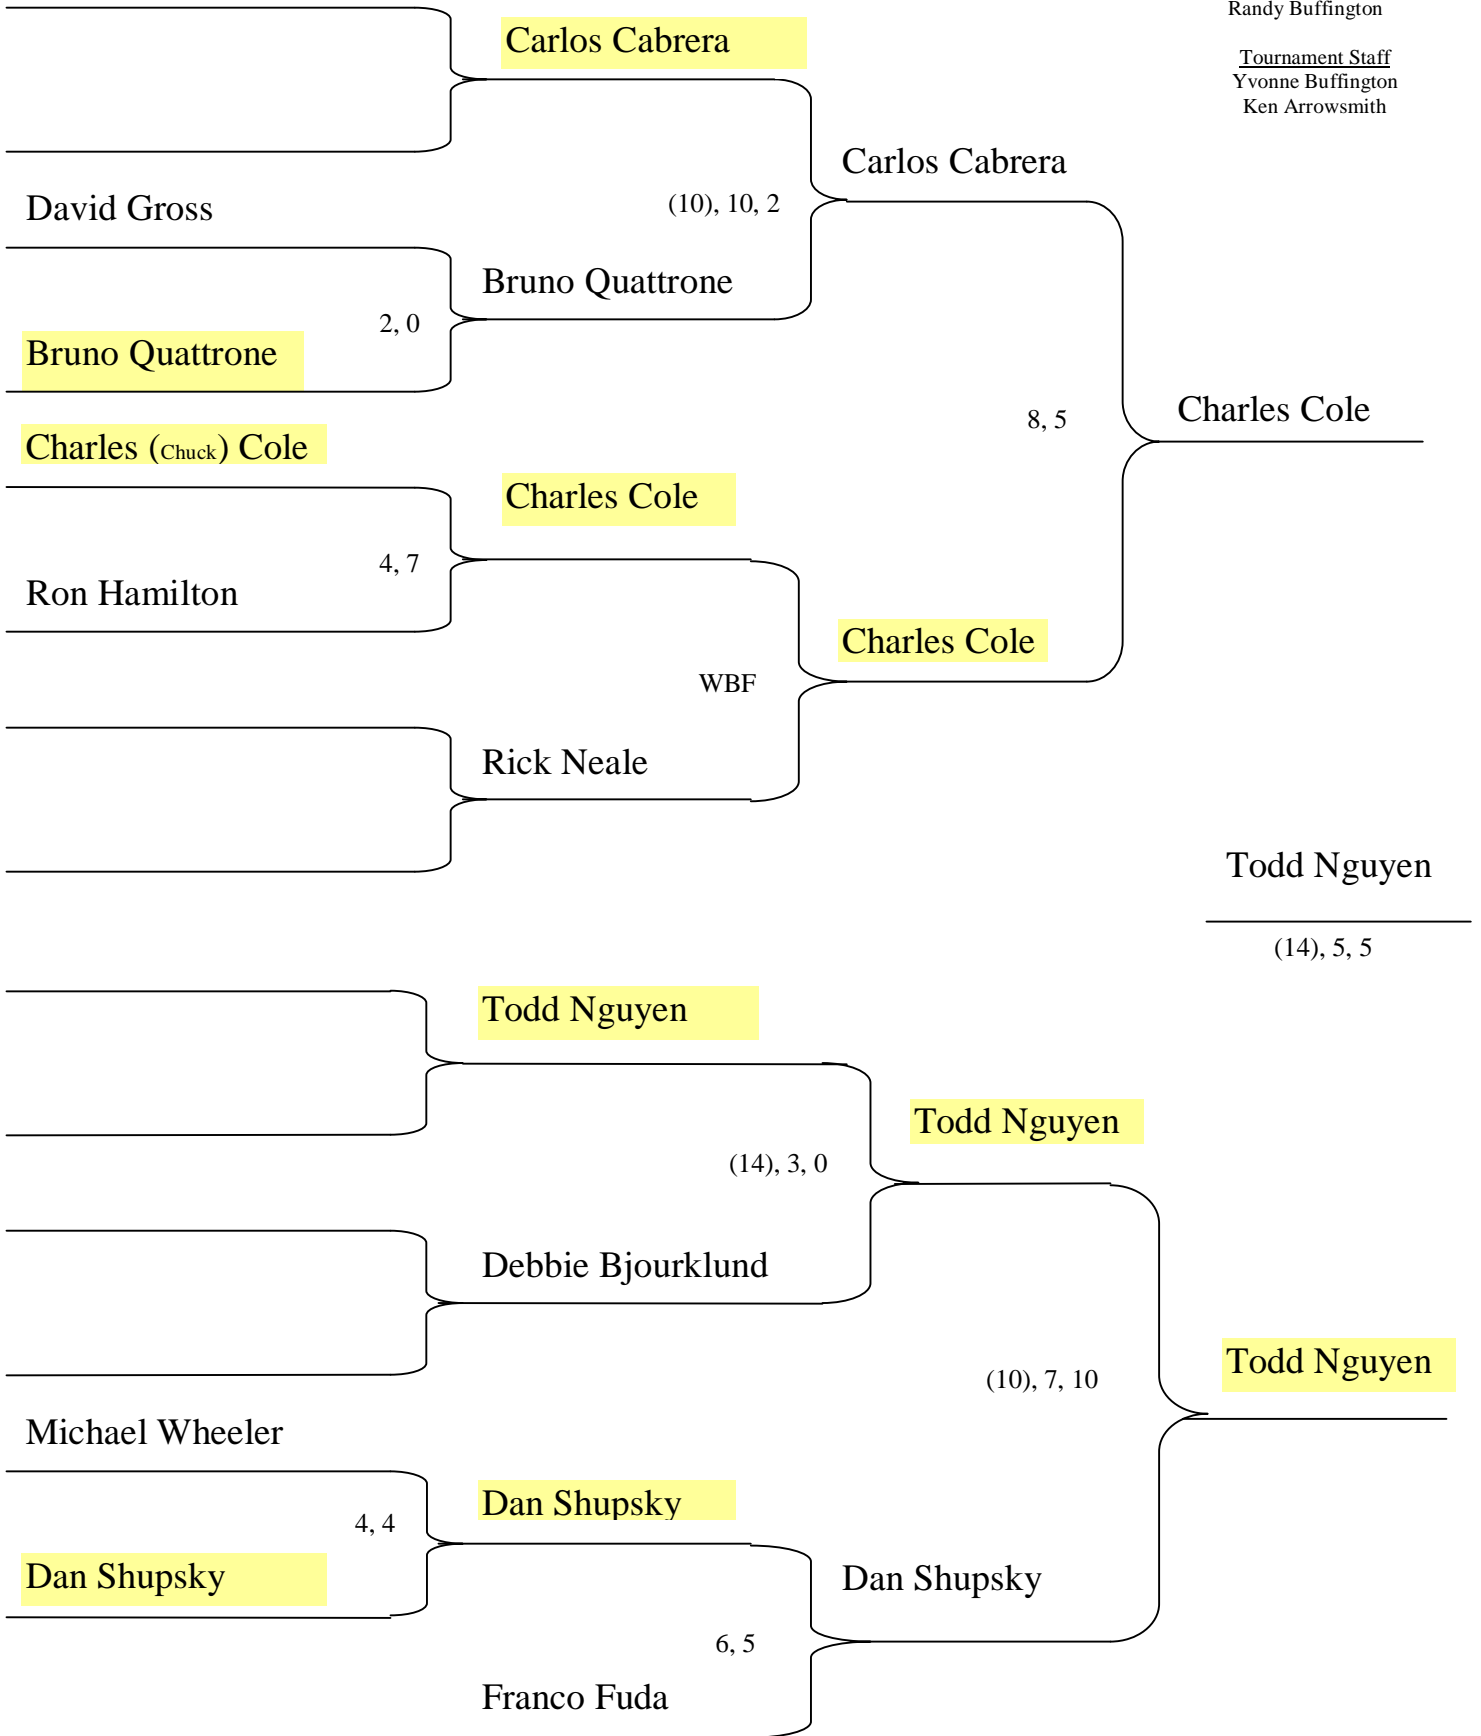 Randy Buffington
Carlos Cabrera
Tournament Staff
Yvonne Buffington
Ken Arrowsmith
Carlos Cabrera
David Gross
(10), 10, 2
Bruno Quattrone
2, 0
Bruno Quattrone
8, 5
Charles Cole
Charles (Chuck) Cole
Charles Cole
4, 7
Ron Hamilton
Charles Cole
WBF
Rick Neale
Todd Nguyen
(14), 5, 5
Todd Nguyen
Todd Nguyen
(14), 3, 0
Debbie Bjourklund
Todd Nguyen
(10), 7, 10
Michael Wheeler
Dan Shupsky
4, 4
Dan Shupsky
Dan Shupsky
6, 5
Franco Fuda